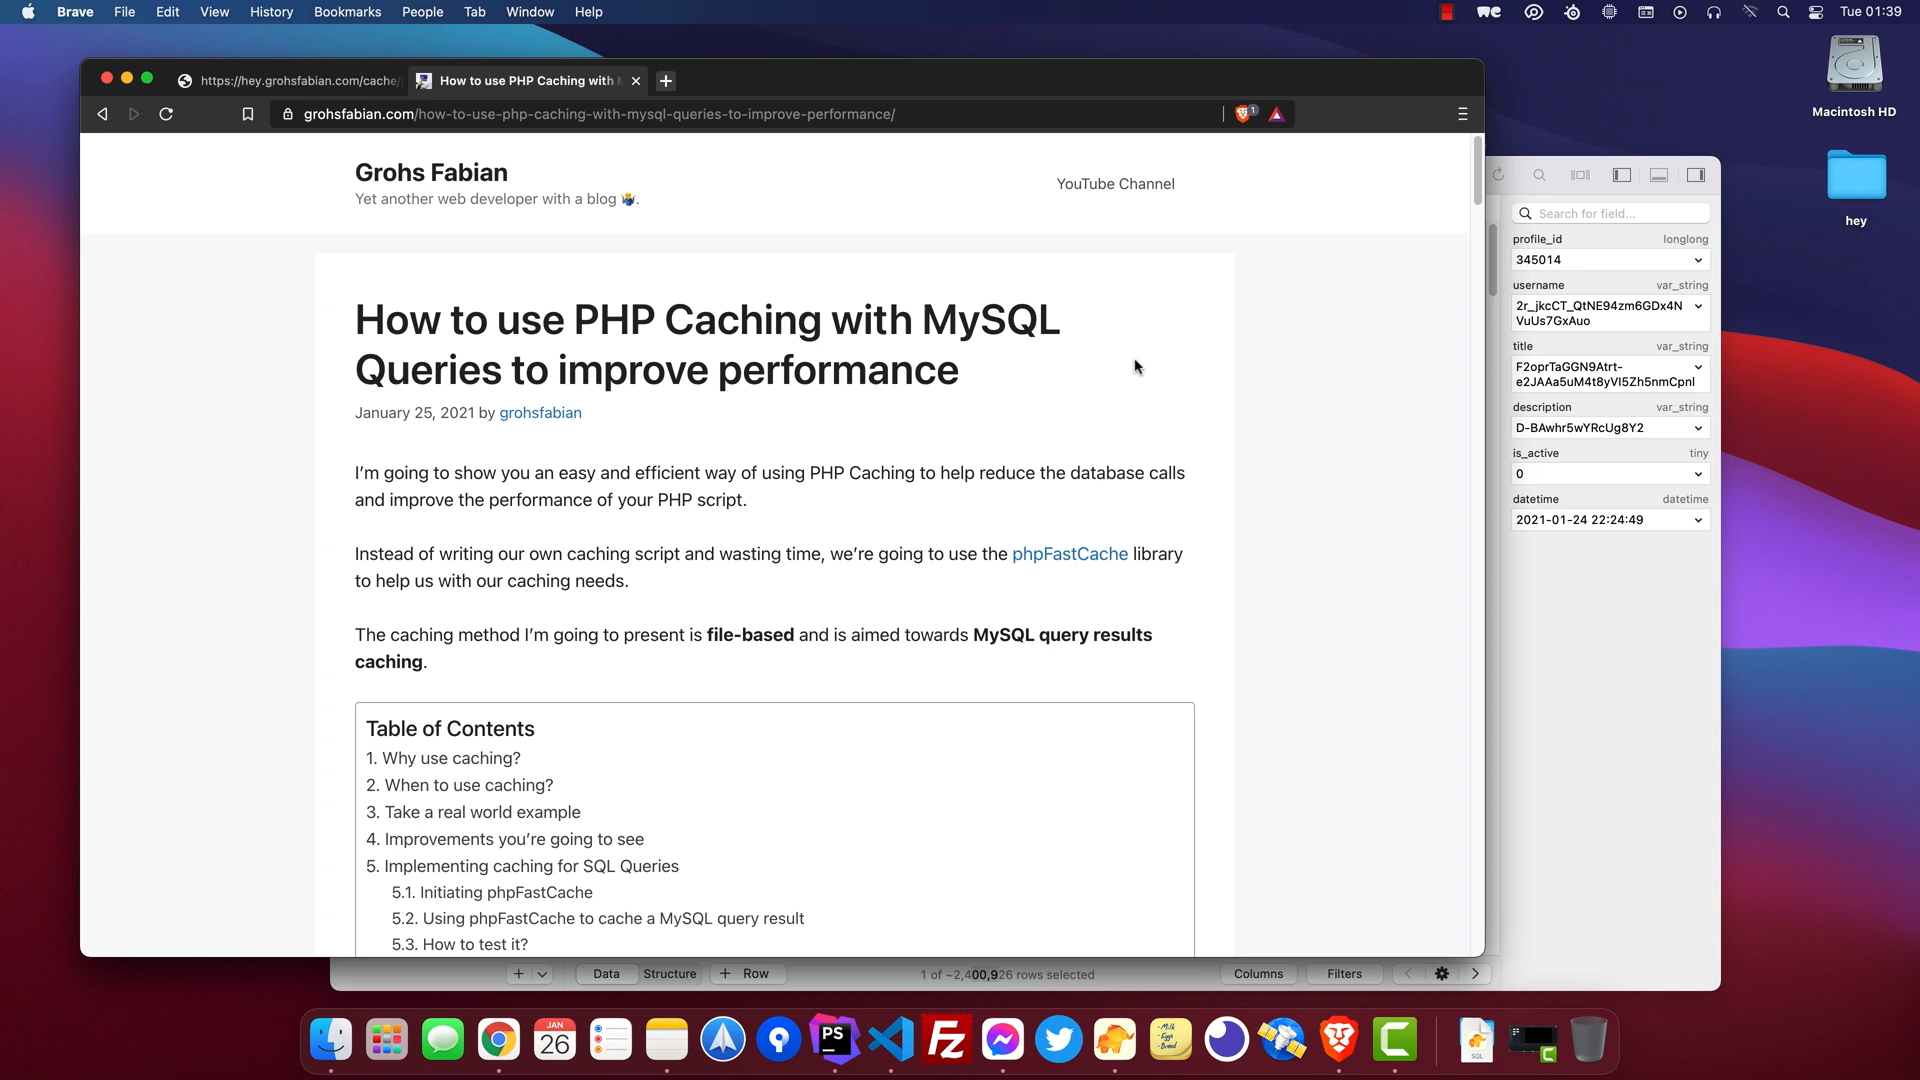 Brave File Edit View History Bookmarks People Tab Window Help
Tue 01:39
Macintosh HD
hey
https://hey.grohsfabian.com/cache/
How to use PHP Caching with
grohsfabian.com/how-to-use-php-caching-with-mysql-queries-to-improve-performance/
1
Grohs Fabian
Yet another web developer with a blog 🤷.
YouTube Channel
How to use PHP Caching with MySQL
Queries to improve performance
January 25, 2021 by grohsfabian
I'm going to show you an easy and efficient way of using PHP Caching to help reduce the database calls
and improve the performance of your PHP script.
Instead of writing our own caching script and wasting time, we're going to use the phpFastCache library
to help us with our caching needs.
The caching method I'm going to present is file-based and is aimed towards MySQL query results
caching.
Table of Contents
1. Why use caching?
2. When to use caching?
3. Take a real world example
4. Improvements you're going to see
5. Implementing caching for SQL Queries
5.1. Initiating phpFastCache
5.2. Using phpFastCache to cache a MySQL query result
5.3. How to test it?
Search for field...
profile_id longlong
345014
username var_string
2r_jkcCT_QtNE94zm6GDx4N
VuUs7GxAuo
title var_string
F2oprTaGGN9Atrt-
e2JAAa5uM4t8yVI5Zh5nmCpnl
description var_string
D-BAwhr5wYRcUg8Y2
is_active tiny
0
datetime datetime
2021-01-24 22:24:49
Data Structure + Row
1 of ~2,400,926 rows selected
Columns Filters
JAN
26
PS
Fz
Milk
Eggs
Bread
SQL